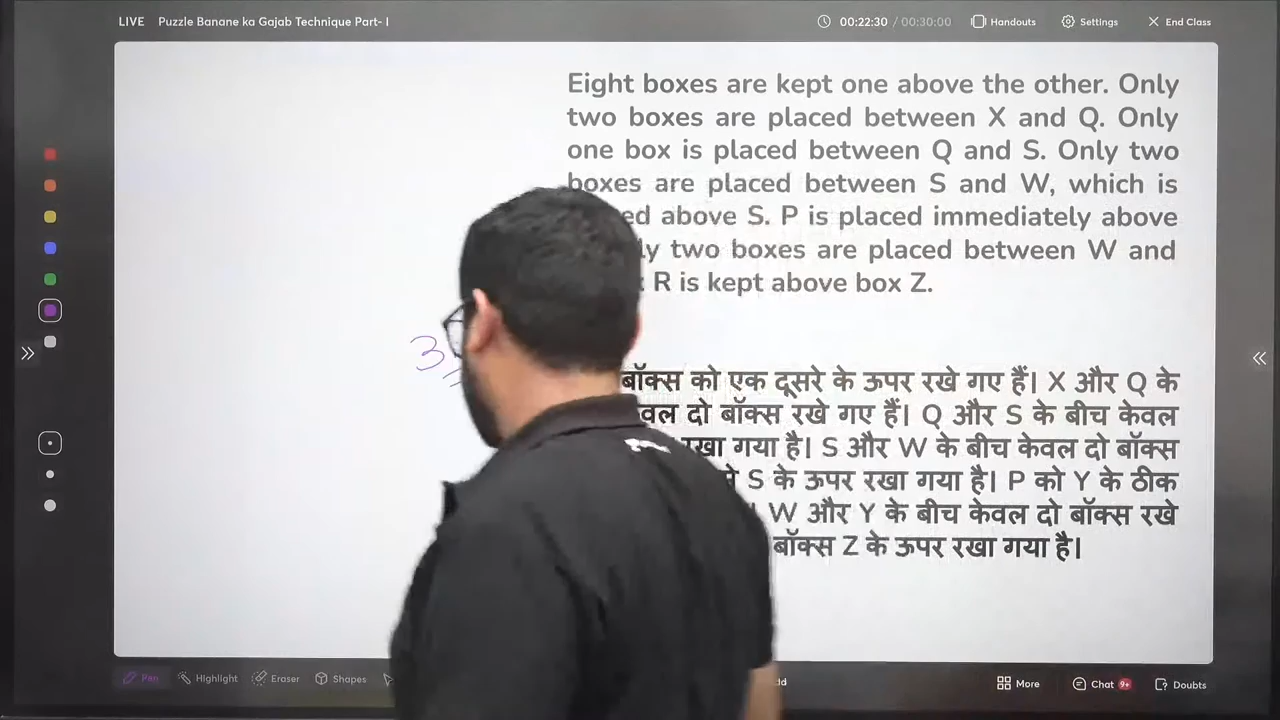 LIVE Puzzle Banane ka Gajab Technique Part- I 00:22:30 / 00:30:00 Handouts Settings End Class
Eight boxes are kept one above the other. Only
two boxes are placed between X and Q. Only
one box is placed between Q and S. Only two
boxes are placed between S and W, which is
above S. P is placed immediately above
two boxes are placed between W and
R is kept above box Z.
3
बॉक्स को एक दूसरे के ऊपर रखे गए हैं। X और Q के
दो बॉक्स रखे गए हैं। Q और S के बीच केवल
रखा गया है। S और W के बीच केवल दो बॉक्स
S के ऊपर रखा गया है। P को Y के ठीक
W और Y के बीच केवल दो बॉक्स रखे
बॉक्स Z के ऊपर रखा गया है।
Pen Highlight Eraser Shapes More Chat 9+ Doubts